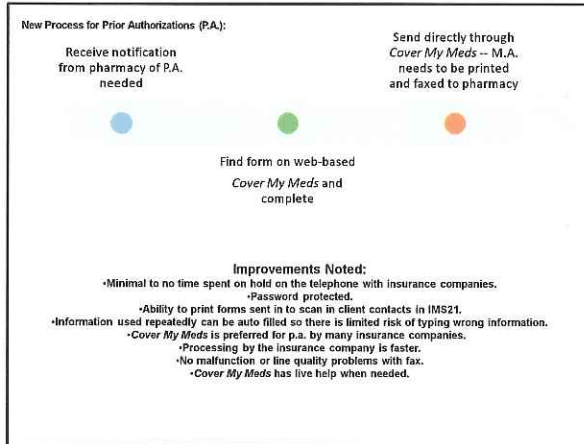 New Process for Prior Authorizations (P.A.):
Receive notification
from pharmacy of P.A.
needed
Send directly through
Cover My Meds -- M.A.
needs to be printed
and faxed to pharmacy
Find form on web-based
Cover My Meds and
complete
Improvements Noted:
•Minimal to no time spent on hold on the telephone with insurance companies.
•Password protected.
•Ability to print forms sent in to scan in client contacts in IMS21.
•Information used repeatedly can be auto filled so there is limited risk of typing wrong information.
•Cover My Meds is preferred for p.a. by many insurance companies.
•Processing by the insurance company is faster.
•No malfunction or line quality problems with fax.
•Cover My Meds has live help when needed.